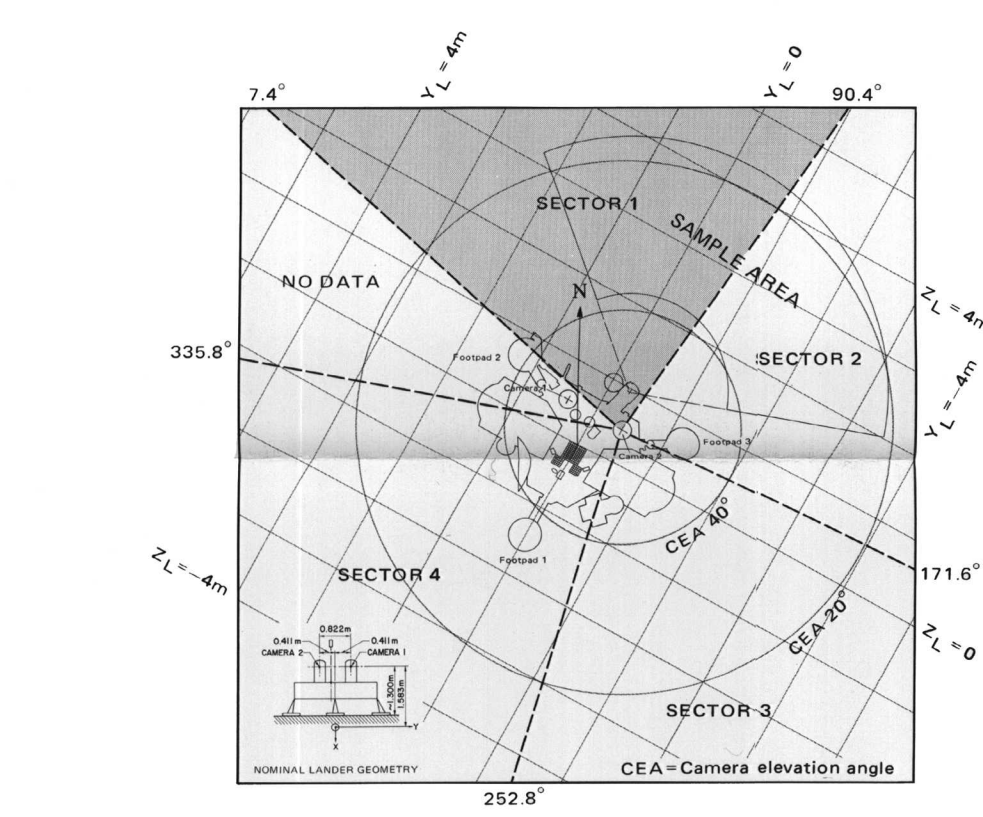 Y_L = 4m
Y_L = 0
7.4°
90.4°
SECTOR 1
SAMPLE AREA
NO DATA
N
Z_L = 4n
335.8°
Footpad 2
SECTOR 2
Camera 1
Y_L = -4m
Footpad 3
Camera 2
CEA 40°
Footpad 1
Z_L = -4m
SECTOR 4
171.6°
CEA 20°
Z_L = 0
0.822m
0.411m
0.411m
CAMERA 2
CAMERA 1
~1.300m
1.583m
Y
X
SECTOR 3
NOMINAL LANDER GEOMETRY
CEA=Camera elevation angle
252.8°